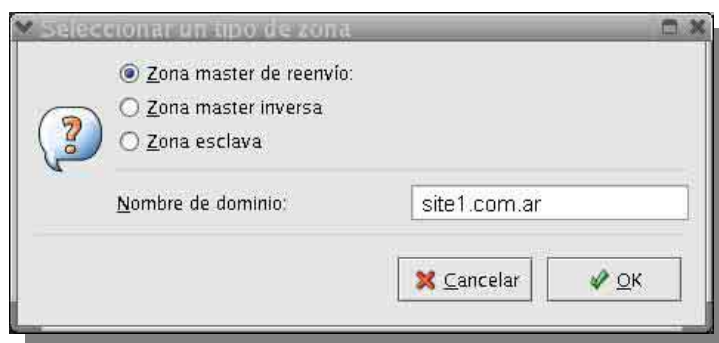 Seleccionar un tipo de zona
Zona master de reenvío:
Zona master inversa
Zona esclava
Nombre de dominio: site1.com.ar
Cancelar OK